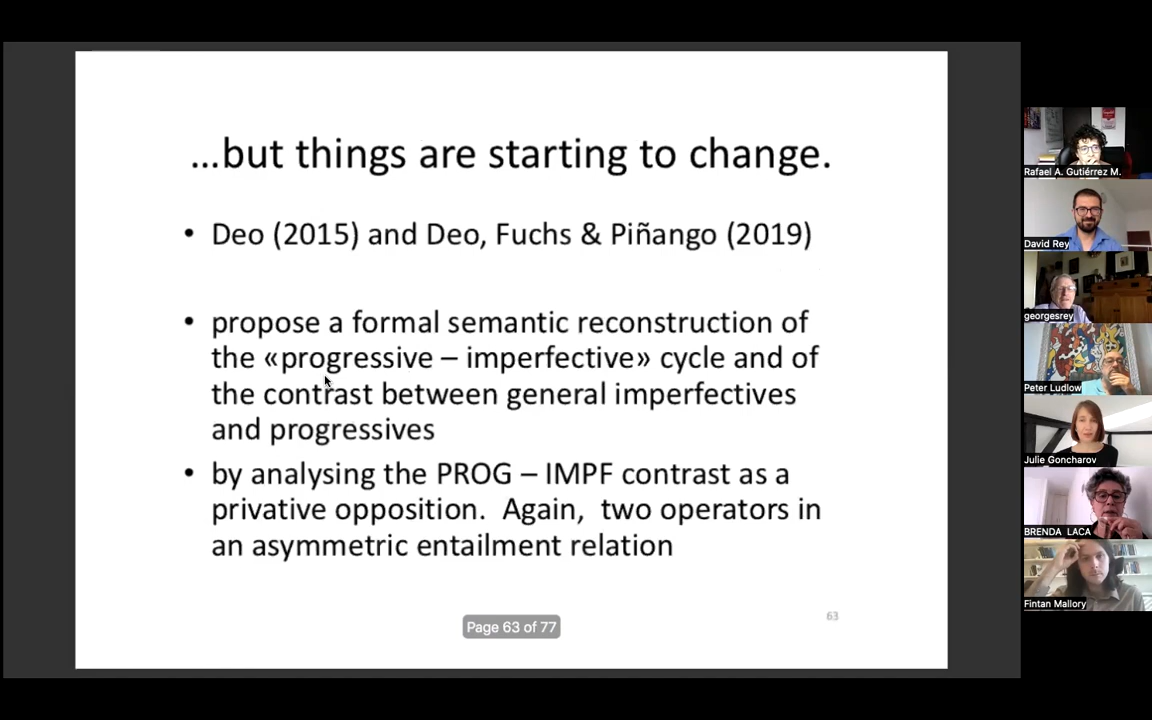 …but things are starting to change.
• Deo (2015) and Deo, Fuchs & Piñango (2019)
• propose a formal semantic reconstruction of
the «progressive – imperfective» cycle and of
the contrast between general imperfectives
and progressives
• by analysing the PROG – IMPF contrast as a
privative opposition. Again, two operators in
an asymmetric entailment relation
63
Page 63 of 77
Rafael A. Gutiérrez M.
David Rey
georgesrey
Peter Ludlow
Julie Goncharov
BRENDA LACA
Fintan Mallory